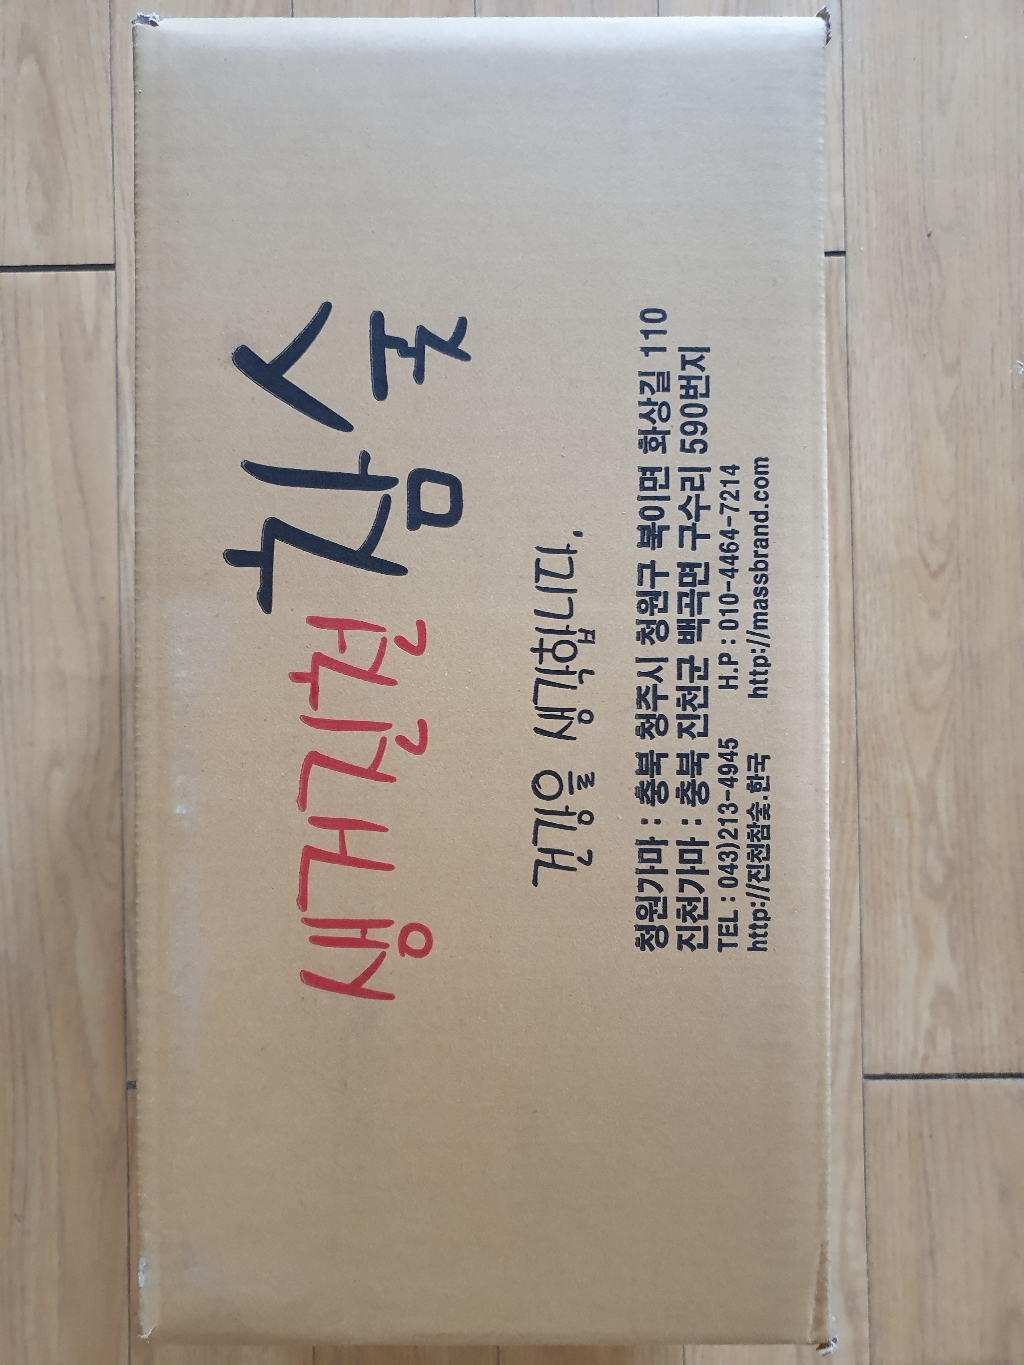 생거진천 참숯
건강을 생각합니다.
청원가마 : 충북 청주시 청원구 북이면 화상길 110
진천가마 : 충북 진천군 백곡면 구수리 590번지
TEL : 043)213-4945 H.P : 010-4464-7214
http://진천참숯.한국 http://massbrand.com